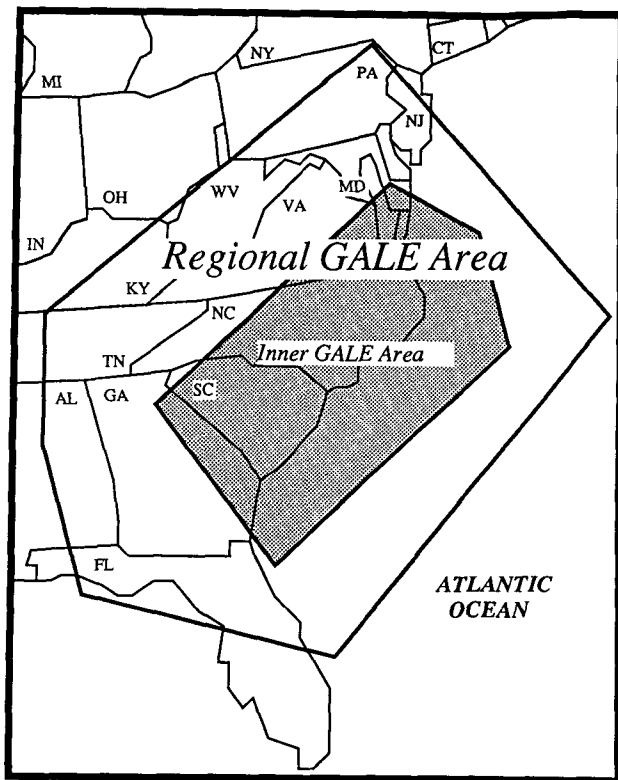 NY
CT
MI
PA
NJ
OH
WV
MD
VA
IN
Regional GALE Area
KY
NC
Inner GALE Area
TN
AL
GA
SC
FL
ATLANTIC
OCEAN